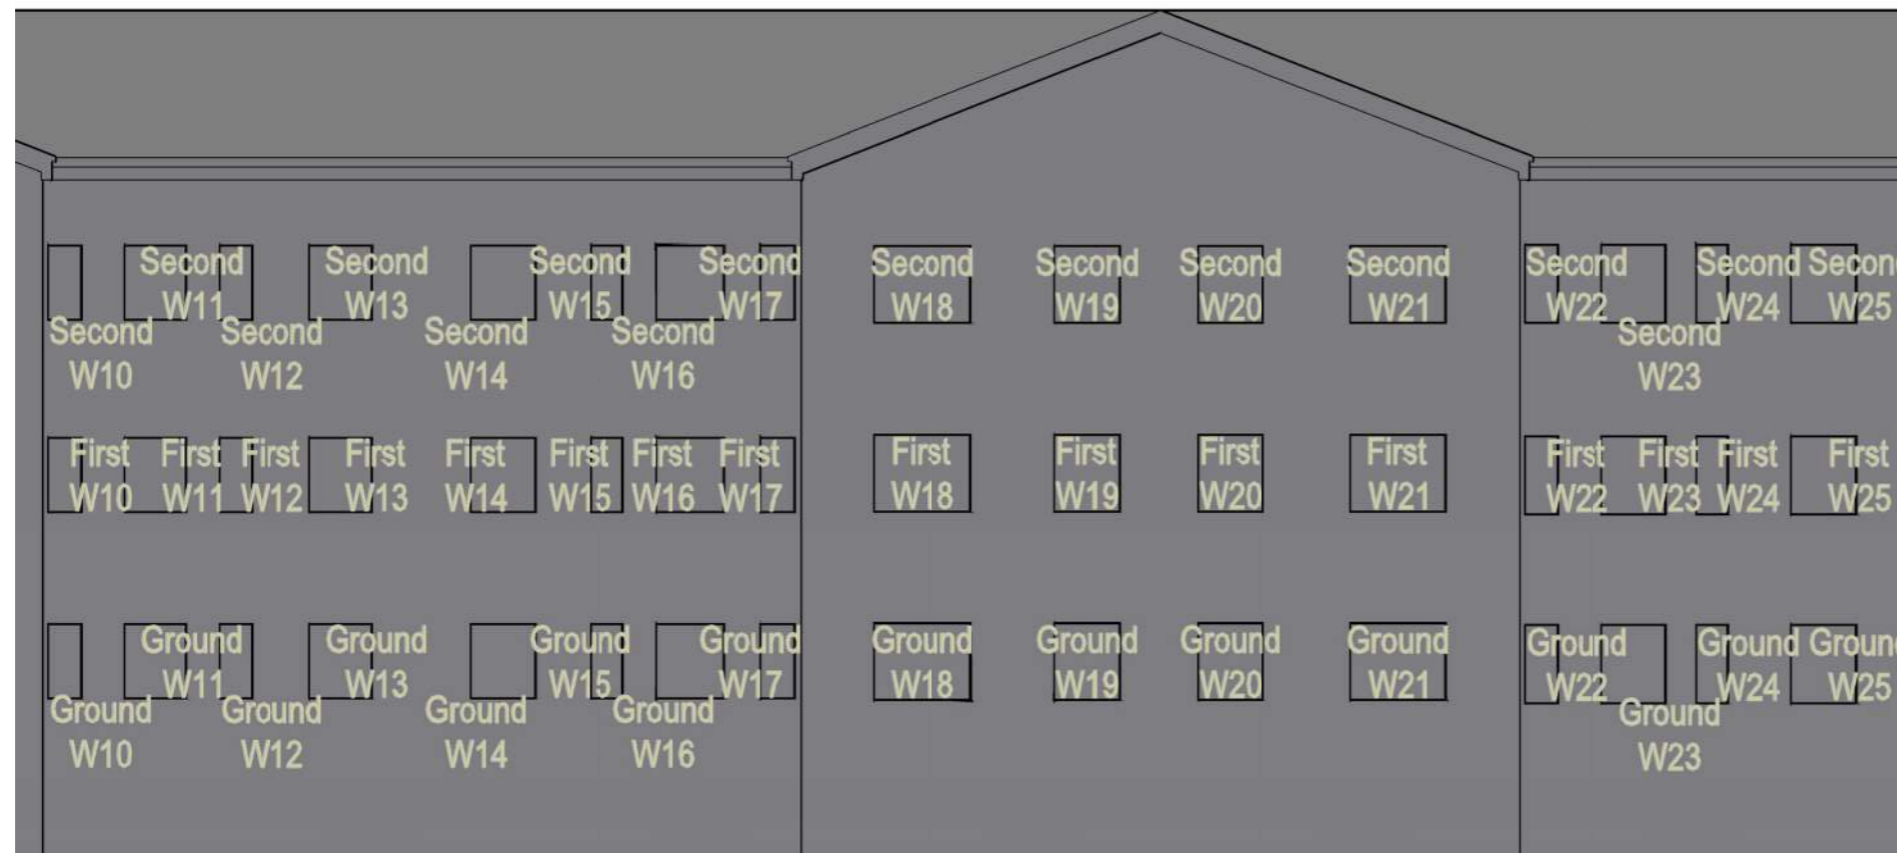 Second Second Second Second Second Second Second Second Second Second Secon
W11 W13 W15 W17 W18 W19 W20 W21 W22 W24 W25
Second Second Second Second Second
W10 W12 W14 W16 W23
First First First First First First First First First First First First First First First First
W10 W11 W12 W13 W14 W15 W16 W17 W18 W19 W20 W21 W22 W23 W24 W25
Ground Ground Ground Ground Ground Ground Ground Ground Ground Ground Groun
W11 W13 W15 W17 W18 W19 W20 W21 W22 W24 W25
Ground Ground Ground Ground Ground
W10 W12 W14 W16 W23